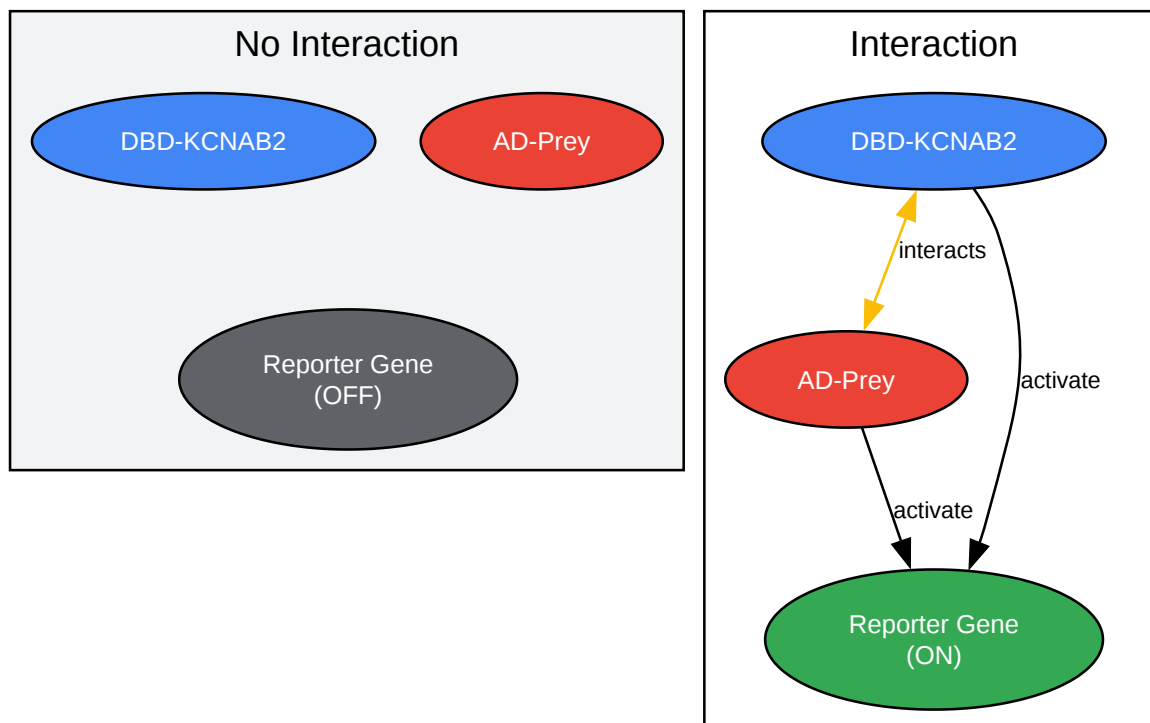 No Interaction
DBD-KCNAB2
AD-Prey
Reporter Gene
(OFF)
Interaction
DBD-KCNAB2
interacts
AD-Prey
activate
activate
Reporter Gene
(ON)